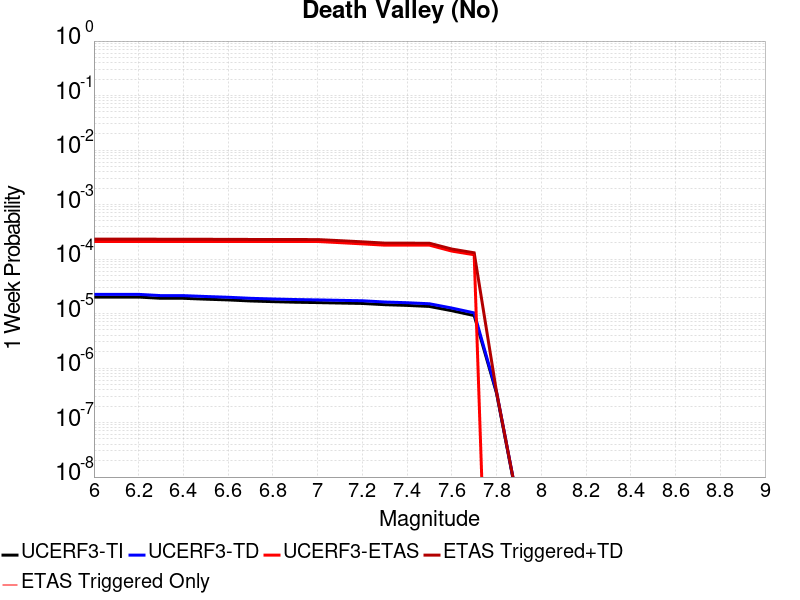 Death Valley (No)
10^0
10^-1
10^-2
10^-3
10^-4
10^-5
10^-6
10^-7
10^-8
1 Week Probability
6 6.2 6.4 6.6 6.8 7 7.2 7.4 7.6 7.8 8 8.2 8.4 8.6 8.8 9
Magnitude
UCERF3-TI UCERF3-TD UCERF3-ETAS ETAS Triggered+TD
ETAS Triggered Only